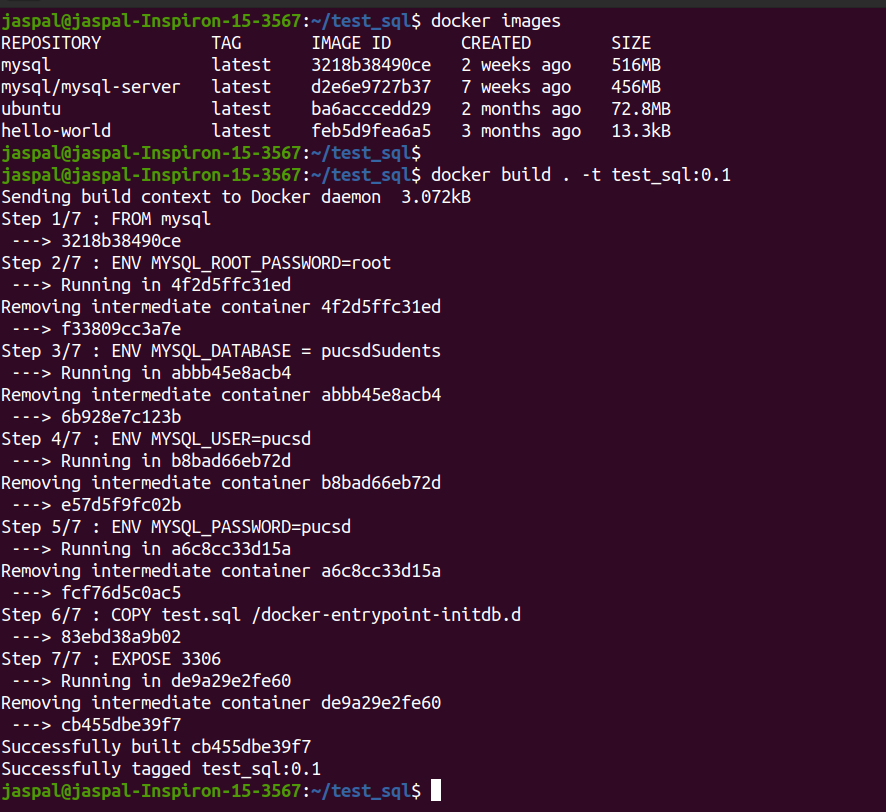 jaspal@jaspal-Inspiron-15-3567:~/test_sql$ docker images
REPOSITORY TAG IMAGE ID CREATED SIZE
mysql latest 3218b38490ce 2 weeks ago 516MB
mysql/mysql-server latest d2e6e9727b37 7 weeks ago 456MB
ubuntu latest ba6acccedd29 2 months ago 72.8MB
hello-world latest feb5d9fea6a5 3 months ago 13.3kB
jaspal@jaspal-Inspiron-15-3567:~/test_sql$
jaspal@jaspal-Inspiron-15-3567:~/test_sql$ docker build . -t test_sql:0.1
Sending build context to Docker daemon 3.072kB
Step 1/7 : FROM mysql
---> 3218b38490ce
Step 2/7 : ENV MYSQL_ROOT_PASSWORD=root
---> Running in 4f2d5ffc31ed
Removing intermediate container 4f2d5ffc31ed
---> f33809cc3a7e
Step 3/7 : ENV MYSQL_DATABASE = pucsdSudents
---> Running in abbb45e8acb4
Removing intermediate container abbb45e8acb4
---> 6b928e7c123b
Step 4/7 : ENV MYSQL_USER=pucsd
---> Running in b8bad66eb72d
Removing intermediate container b8bad66eb72d
---> e57d5f9fc02b
Step 5/7 : ENV MYSQL_PASSWORD=pucsd
---> Running in a6c8cc33d15a
Removing intermediate container a6c8cc33d15a
---> fcf76d5c0ac5
Step 6/7 : COPY test.sql /docker-entrypoint-initdb.d
---> 83ebd38a9b02
Step 7/7 : EXPOSE 3306
---> Running in de9a29e2fe60
Removing intermediate container de9a29e2fe60
---> cb455dbe39f7
Successfully built cb455dbe39f7
Successfully tagged test_sql:0.1
jaspal@jaspal-Inspiron-15-3567:~/test_sql$